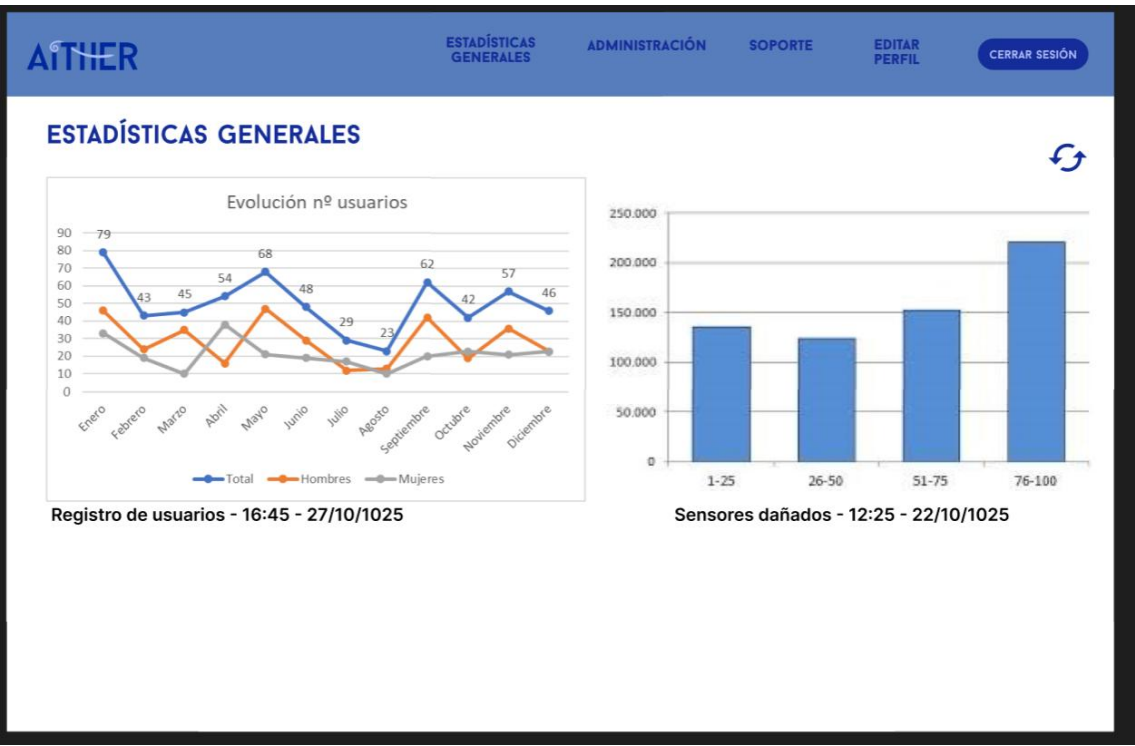 AiTHER
ESTADÍSTICAS
GENERALES
ADMINISTRACIÓN
SOPORTE
EDITAR
PERFIL
CERRAR SESIÓN
ESTADÍSTICAS GENERALES
Evolución nº usuarios
90
80
70
60
50
40
30
20
10
0
79
43
45
54
68
48
29
23
62
42
57
46
Enero
Febrero
Marzo
Abril
Mayo
Junio
Julio
Agosto
Septiembre
Octubre
Noviembre
Diciembre
Total
Hombres
Mujeres
Registro de usuarios - 16:45 - 27/10/1025
250.000
200.000
150.000
100.000
50.000
0
1-25
26-50
51-75
76-100
Sensores dañados - 12:25 - 22/10/1025